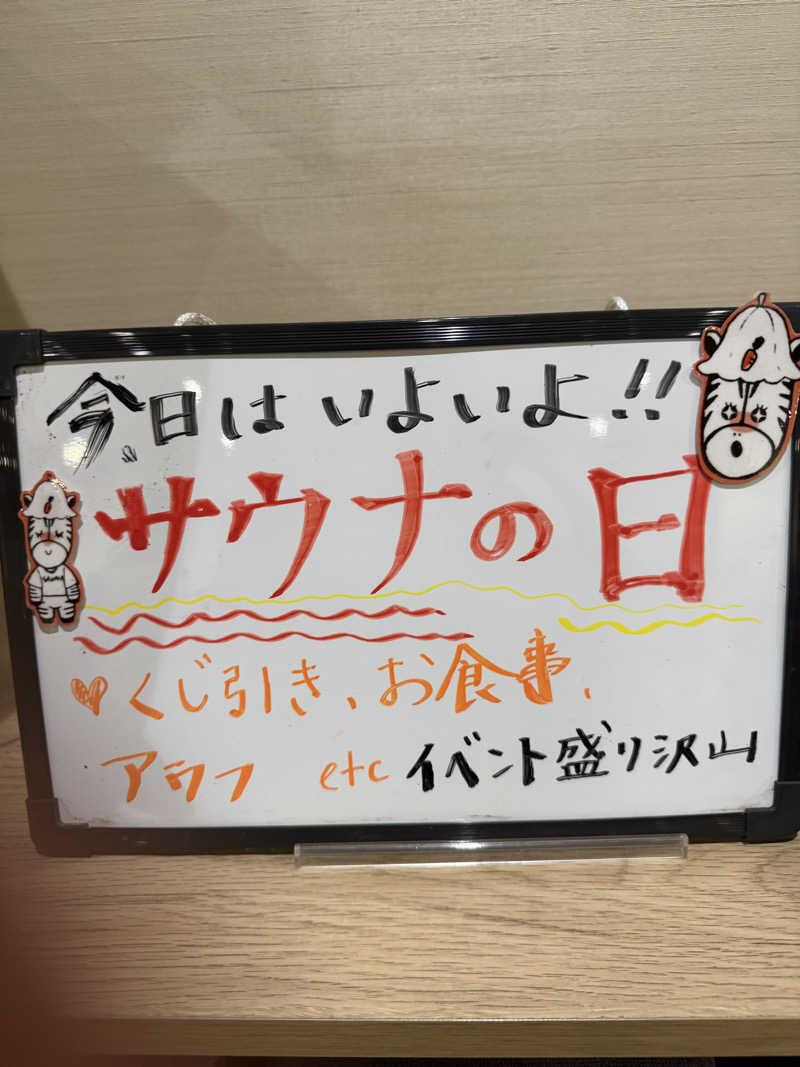 今日はいよいよ!!
サウナの日
♡くじ引き、お食事、
アウフ etc イベント盛り沢山